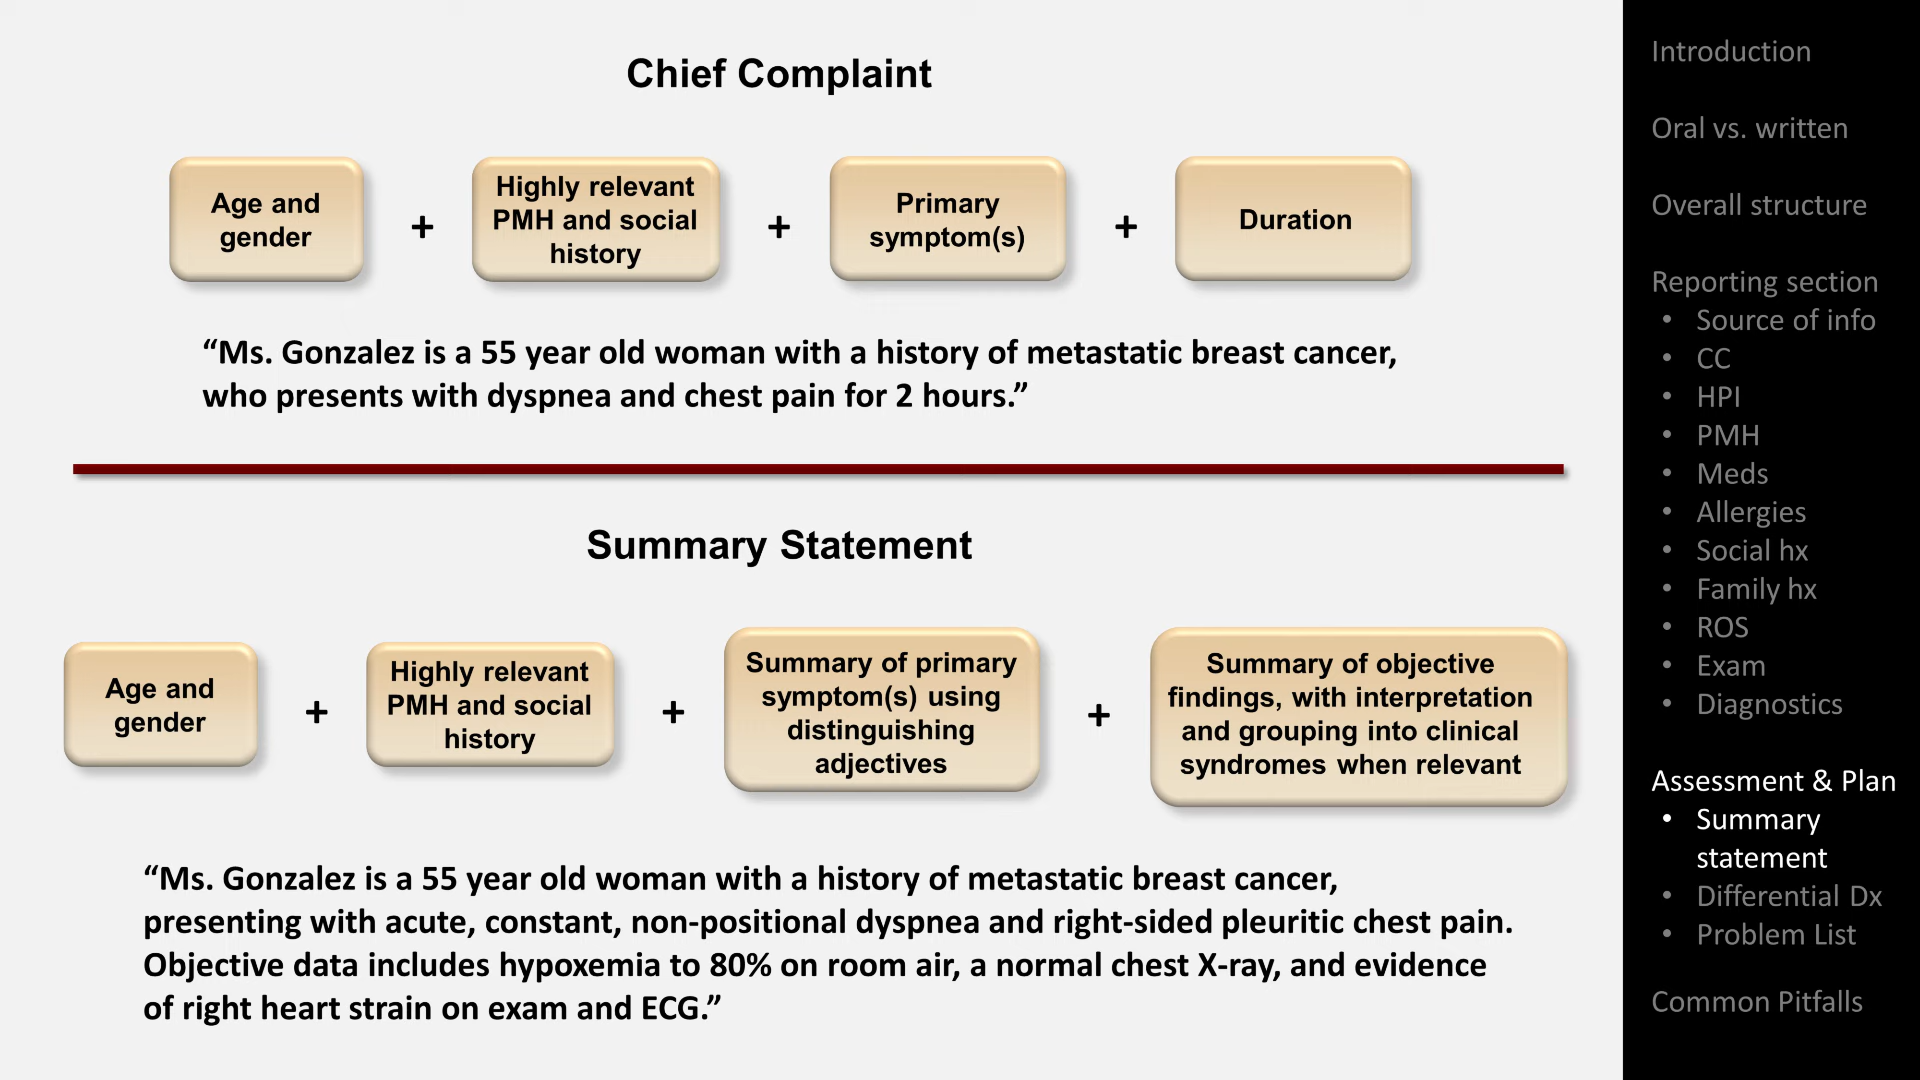 Chief Complaint
Age and
gender
+
Highly relevant
PMH and social
history
+
Primary
symptom(s)
+
Duration
“Ms. Gonzalez is a 55 year old woman with a history of metastatic breast cancer,
who presents with dyspnea and chest pain for 2 hours.”
Summary Statement
Age and
gender
+
Highly relevant
PMH and social
history
+
Summary of primary
symptom(s) using
distinguishing
adjectives
+
Summary of objective
findings, with interpretation
and grouping into clinical
syndromes when relevant
“Ms. Gonzalez is a 55 year old woman with a history of metastatic breast cancer,
presenting with acute, constant, non-positional dyspnea and right-sided pleuritic chest pain.
Objective data includes hypoxemia to 80% on room air, a normal chest X-ray, and evidence
of right heart strain on exam and ECG.”
Introduction
Oral vs. written
Overall structure
Reporting section
• Source of info
• CC
• HPI
• PMH
• Meds
• Allergies
• Social hx
• Family hx
• ROS
• Exam
• Diagnostics
Assessment & Plan
• Summary
statement
• Differential Dx
• Problem List
Common Pitfalls